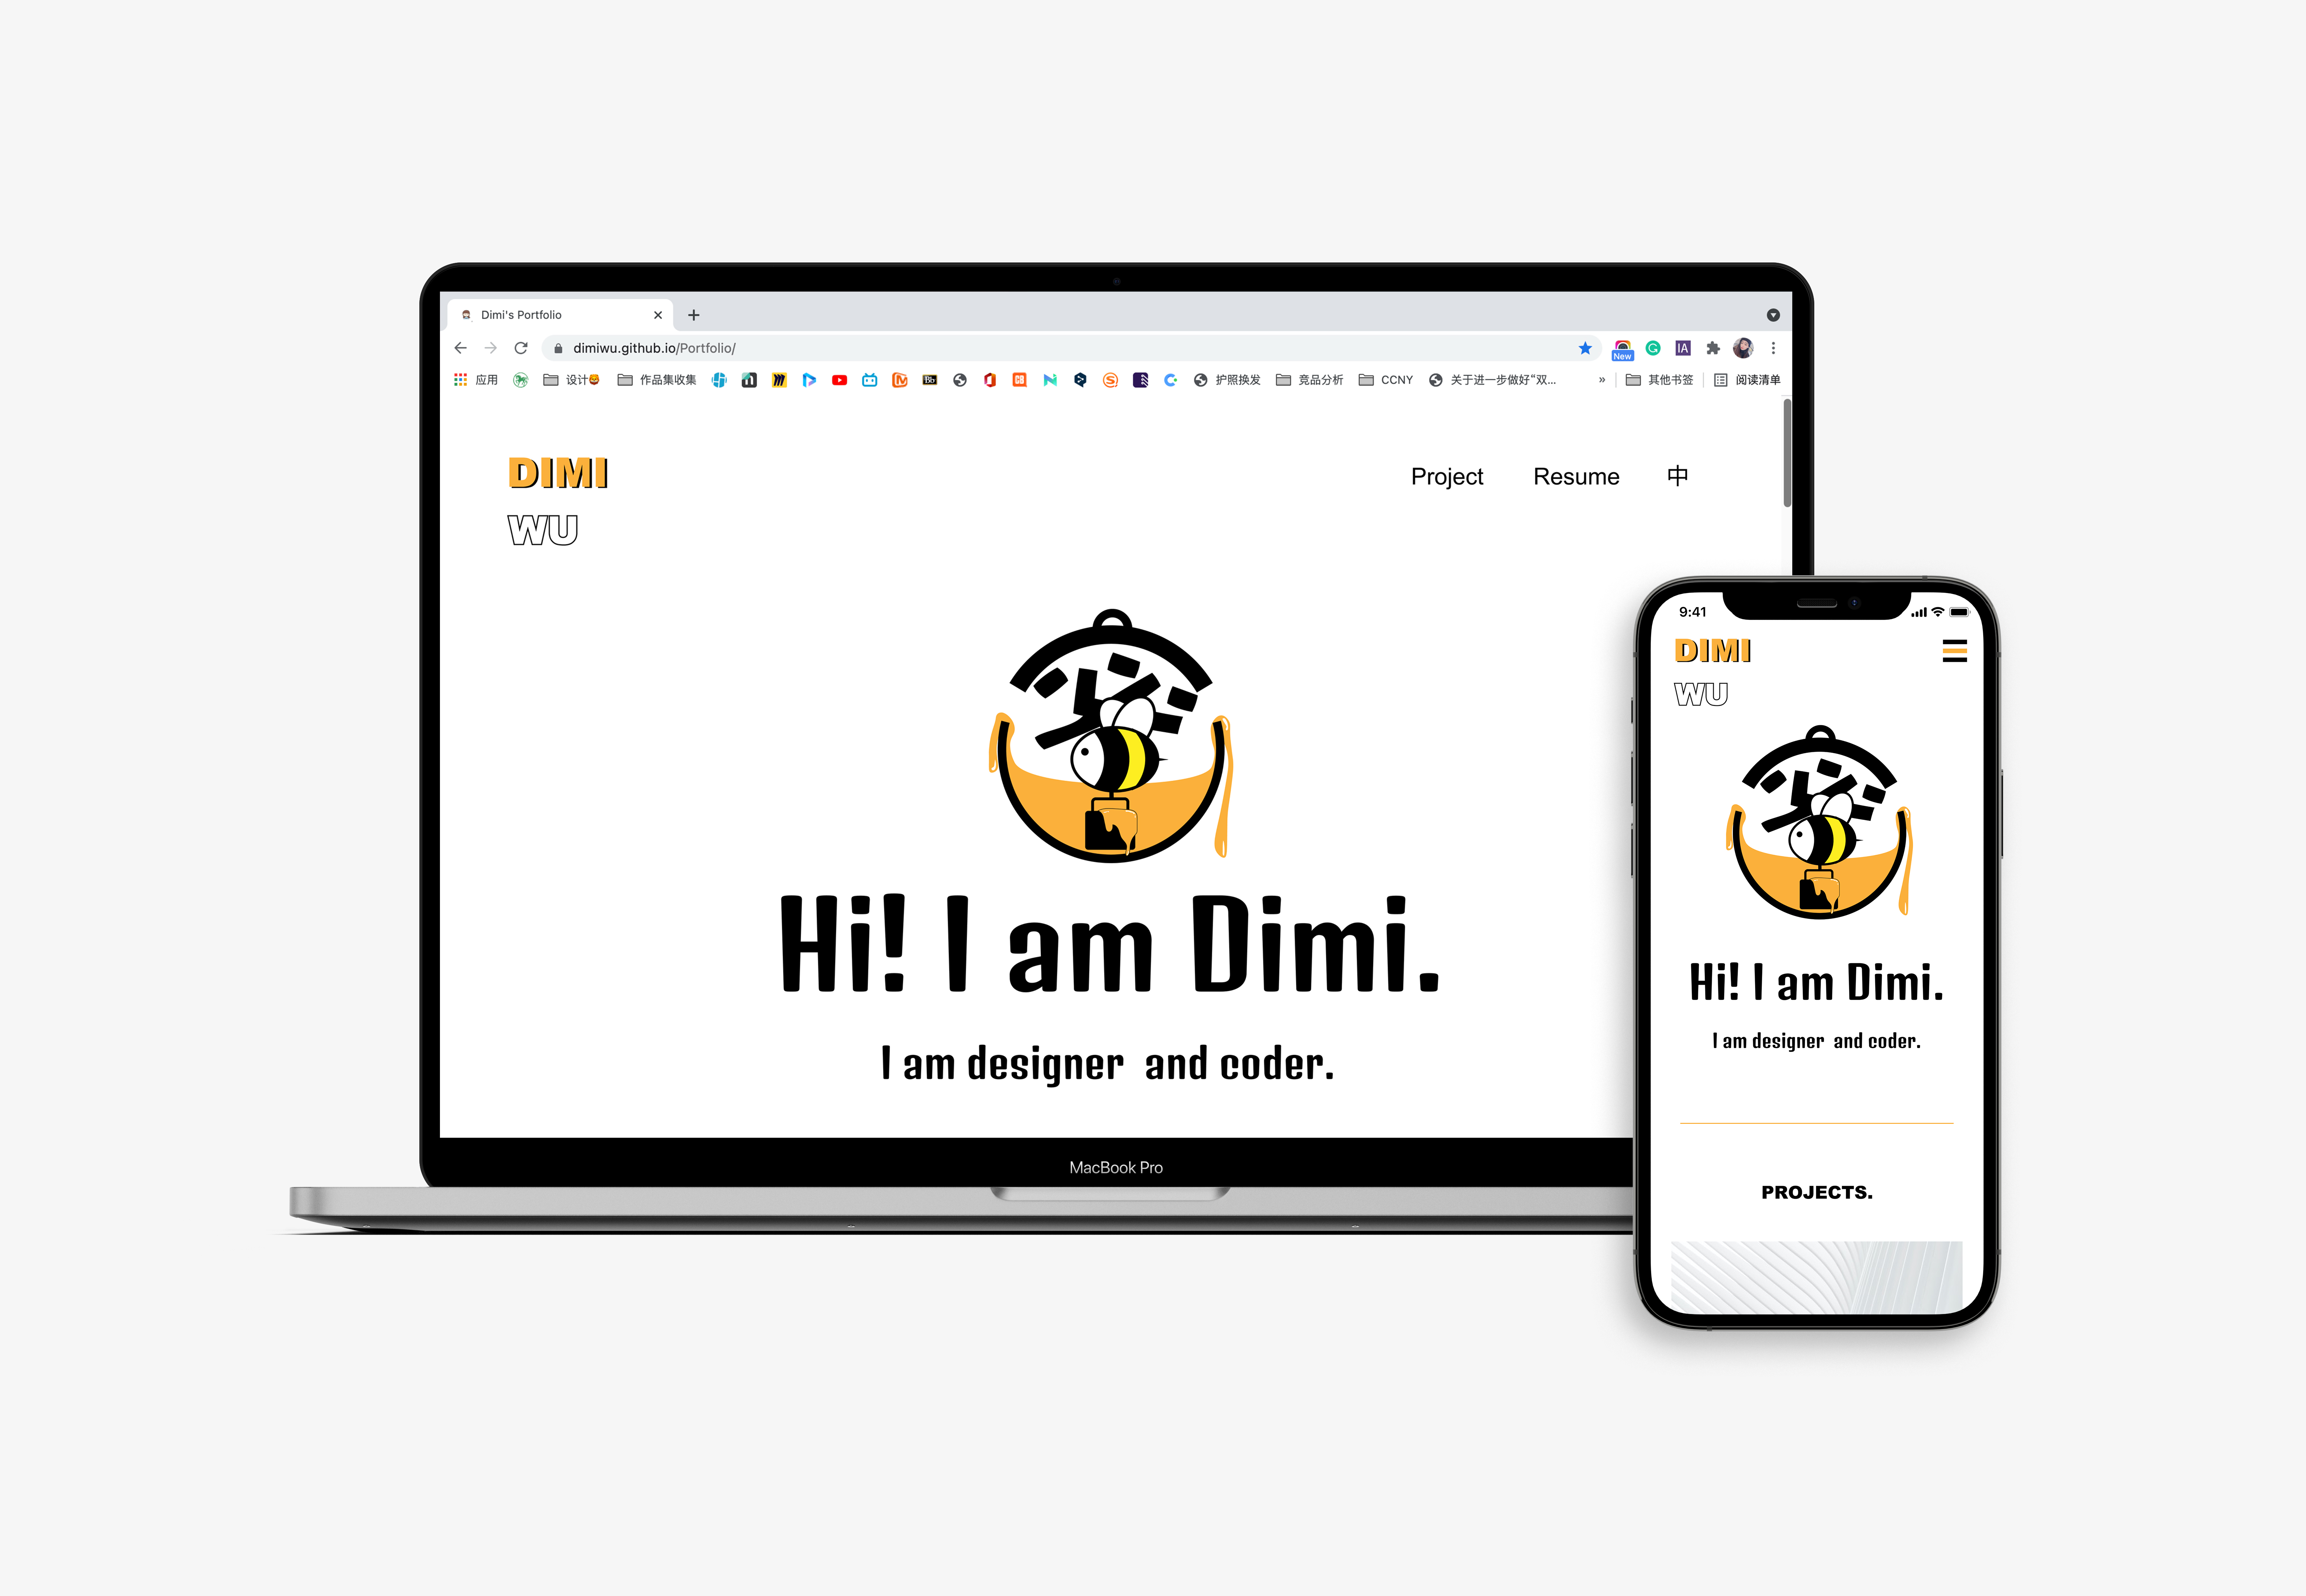 Dimi's Portfolio
dimiwu.github.io/Portfolio/
New
IA
应用
设计
作品集收集
Bb
护照换发
竞品分析
CCNY
关于进一步做好“双...
»
其他书签
阅读清单
DIMI
WU
Project
Resume
中
Hi! I am Dimi.
I am designer and coder.
MacBook Pro
9:41
DIMI
WU
Hi! I am Dimi.
I am designer and coder.
PROJECTS.